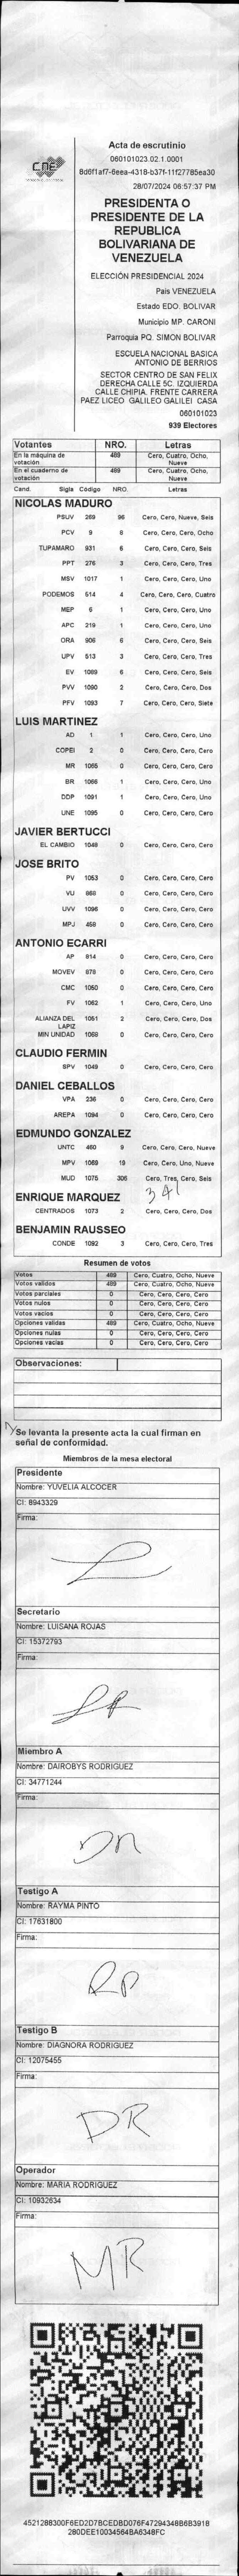 CNE
Acta de escrutinio
060101023.02.1.0001
8d6f1af7-6eea-4318-b37f-11f27785ea30
28/07/2024 06:57:37 PM
PRESIDENTA O
PRESIDENTE DE LA
REPUBLICA
BOLIVARIANA DE
VENEZUELA
ELECCIÓN PRESIDENCIAL 2024
Pais VENEZUELA
Estado EDO. BOLIVAR
Municipio MP. CARONI
Parroquia PQ. SIMON BOLIVAR
ESCUELA NACIONAL BASICA
ANTONIO DE BERRIOS
SECTOR CENTRO DE SAN FELIX
DERECHA CALLE 5C. IZQUIERDA
CALLE CHIPIA. FRENTE CARRERA
PAEZ LICEO GALILEO GALILEI CASA
060101023
939 Electores
Votantes NRO. Letras
En la máquina de votación 489 Cero, Cuatro, Ocho, Nueve
En el cuaderno de votación 489 Cero, Cuatro, Ocho, Nueve
Cand. Sigla Código NRO. Letras
NICOLAS MADURO
PSUV 269 96 Cero, Cero, Nueve, Seis
PCV 9 8 Cero, Cero, Cero, Ocho
TUPAMARO 931 6 Cero, Cero, Cero, Seis
PPT 276 3 Cero, Cero, Cero, Tres
MSV 1017 1 Cero, Cero, Cero, Uno
PODEMOS 514 4 Cero, Cero, Cero, Cuatro
MEP 6 1 Cero, Cero, Cero, Uno
APC 219 1 Cero, Cero, Cero, Uno
ORA 906 6 Cero, Cero, Cero, Seis
UPV 513 3 Cero, Cero, Cero, Tres
EV 1089 6 Cero, Cero, Cero, Seis
PVV 1090 2 Cero, Cero, Cero, Dos
PFV 1093 7 Cero, Cero, Cero, Siete
LUIS MARTINEZ
AD 1 1 Cero, Cero, Cero, Uno
COPEI 2 0 Cero, Cero, Cero, Cero
MR 1065 0 Cero, Cero, Cero, Cero
BR 1066 1 Cero, Cero, Cero, Uno
DDP 1091 1 Cero, Cero, Cero, Uno
UNE 1095 0 Cero, Cero, Cero, Cero
JAVIER BERTUCCI
EL CAMBIO 1048 0 Cero, Cero, Cero, Cero
JOSE BRITO
PV 1053 0 Cero, Cero, Cero, Cero
VU 868 0 Cero, Cero, Cero, Cero
UVV 1096 0 Cero, Cero, Cero, Cero
MPJ 458 0 Cero, Cero, Cero, Cero
ANTONIO ECARRI
AP 814 0 Cero, Cero, Cero, Cero
MOVEV 878 0 Cero, Cero, Cero, Cero
CMC 1050 0 Cero, Cero, Cero, Cero
FV 1062 1 Cero, Cero, Cero, Uno
ALIANZA DEL LAPIZ 1051 2 Cero, Cero, Cero, Dos
MIN UNIDAD 1068 0 Cero, Cero, Cero, Cero
CLAUDIO FERMIN
SPV 1049 0 Cero, Cero, Cero, Cero
DANIEL CEBALLOS
VPA 236 0 Cero, Cero, Cero, Cero
AREPA 1094 0 Cero, Cero, Cero, Cero
EDMUNDO GONZALEZ
UNTC 460 9 Cero, Cero, Cero, Nueve
MPV 1069 19 Cero, Cero, Uno, Nueve
MUD 1075 306 Cero, Tres, Cero, Seis
341
ENRIQUE MARQUEZ
CENTRADOS 1073 2 Cero, Cero, Cero, Dos
BENJAMIN RAUSSEO
CONDE 1092 3 Cero, Cero, Cero, Tres
Resumen de votos
Votos 489 Cero, Cuatro, Ocho, Nueve
Votos validos 489 Cero, Cuatro, Ocho, Nueve
Votos parciales 0 Cero, Cero, Cero, Cero
Votos nulos 0 Cero, Cero, Cero, Cero
Votos vacios 0 Cero, Cero, Cero, Cero
Opciones validas 489 Cero, Cuatro, Ocho, Nueve
Opciones nulas 0 Cero, Cero, Cero, Cero
Opciones vacias 0 Cero, Cero, Cero, Cero
Observaciones:
Se levanta la presente acta la cual firman en
señal de conformidad.
Miembros de la mesa electoral
Presidente
Nombre: YUVELIA ALCOCER
CI: 8943329
Firma:
Secretario
Nombre: LUISANA ROJAS
CI: 15372793
Firma:
Miembro A
Nombre: DAIROBYS RODRIGUEZ
CI: 34771244
Firma:
DR
Testigo A
Nombre: RAYMA PINTO
CI: 17631800
Firma:
RP
Testigo B
Nombre: DIAGNORA RODRIGUEZ
CI: 12075455
Firma:
DR
Operador
Nombre: MARIA RODRIGUEZ
CI: 10932634
Firma:
MR
4521288300F6ED2D7BCEDBD076F47294348B6B3918
280DEE10034564BA6348FC